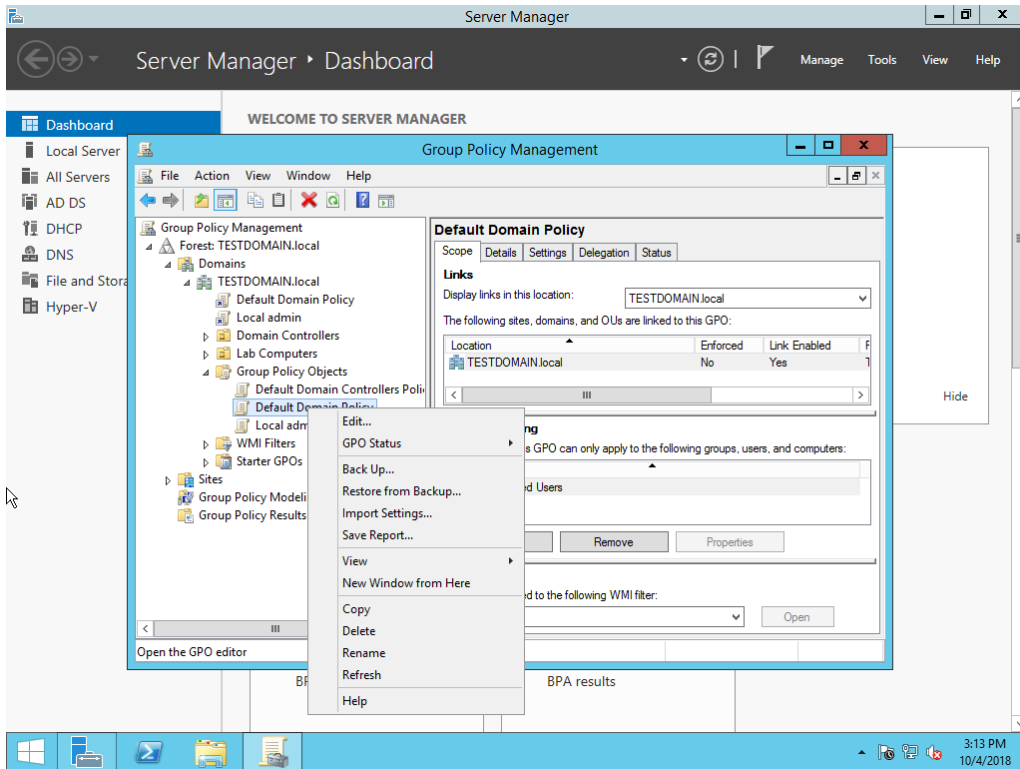 Server Manager
Server Manager ‣ Dashboard
Manage Tools View Help
WELCOME TO SERVER MANAGER
Dashboard
Local Server
All Servers
AD DS
DHCP
DNS
File and Stora
Hyper-V
Hide
BPA results
Group Policy Management
File Action View Window Help
Group Policy Management
Forest: TESTDOMAIN.local
Domains
TESTDOMAIN.local
Default Domain Policy
Local admin
Domain Controllers
Lab Computers
Group Policy Objects
Default Domain Controllers Poli
Default Domain Policy
Local adm
WMI Filters
Starter GPOs
Sites
Group Policy Modeli
Group Policy Results
Open the GPO editor
Default Domain Policy
Scope Details Settings Delegation Status
Links
Display links in this location: TESTDOMAIN.local
The following sites, domains, and OUs are linked to this GPO:
Location Enforced Link Enabled
TESTDOMAIN.local No Yes
s GPO can only apply to the following groups, users, and computers:
ed Users
Remove Properties
ed to the following WMI filter:
Open
Edit...
GPO Status
Back Up...
Restore from Backup...
Import Settings...
Save Report...
View
New Window from Here
Copy
Delete
Rename
Refresh
Help
3:13 PM
10/4/2018